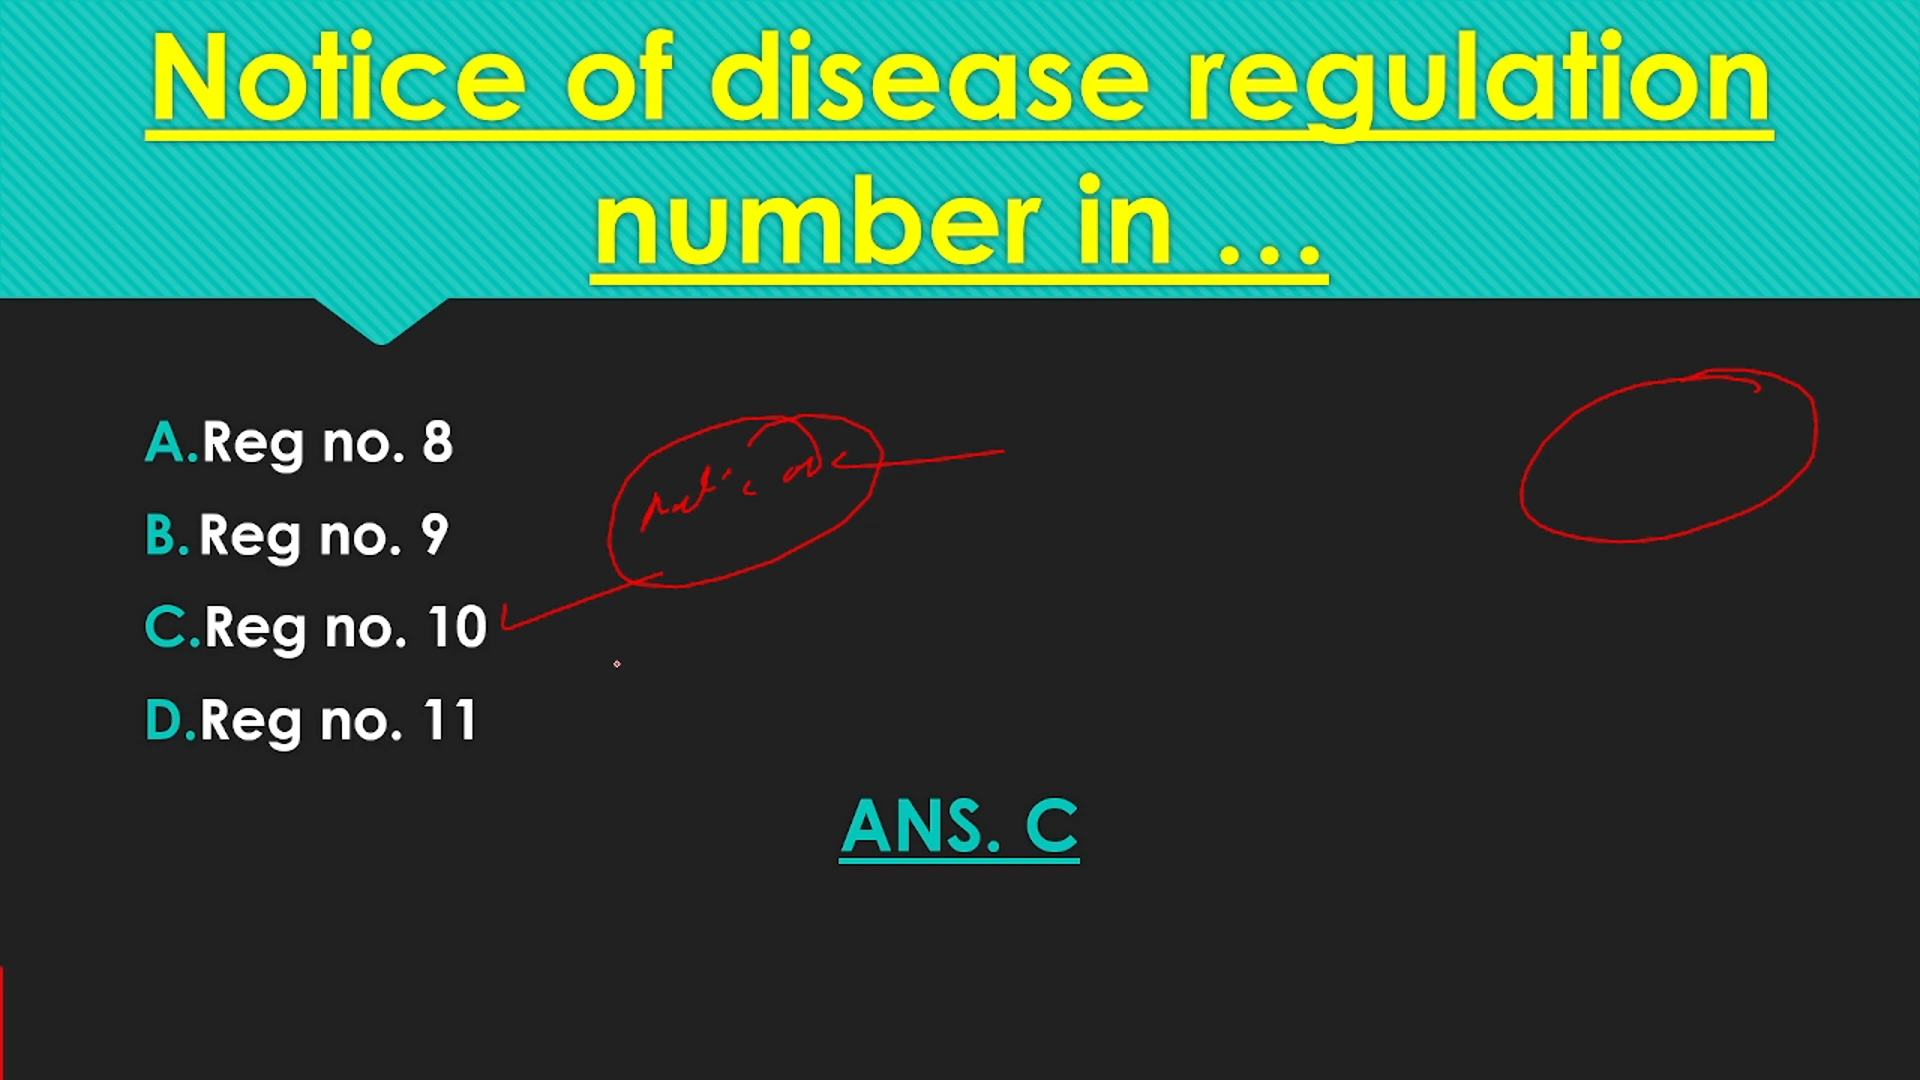 Notice of disease regulation
number in ...
A.Reg no. 8
B.Reg no. 9
C.Reg no. 10
D.Reg no. 11
ANS. C